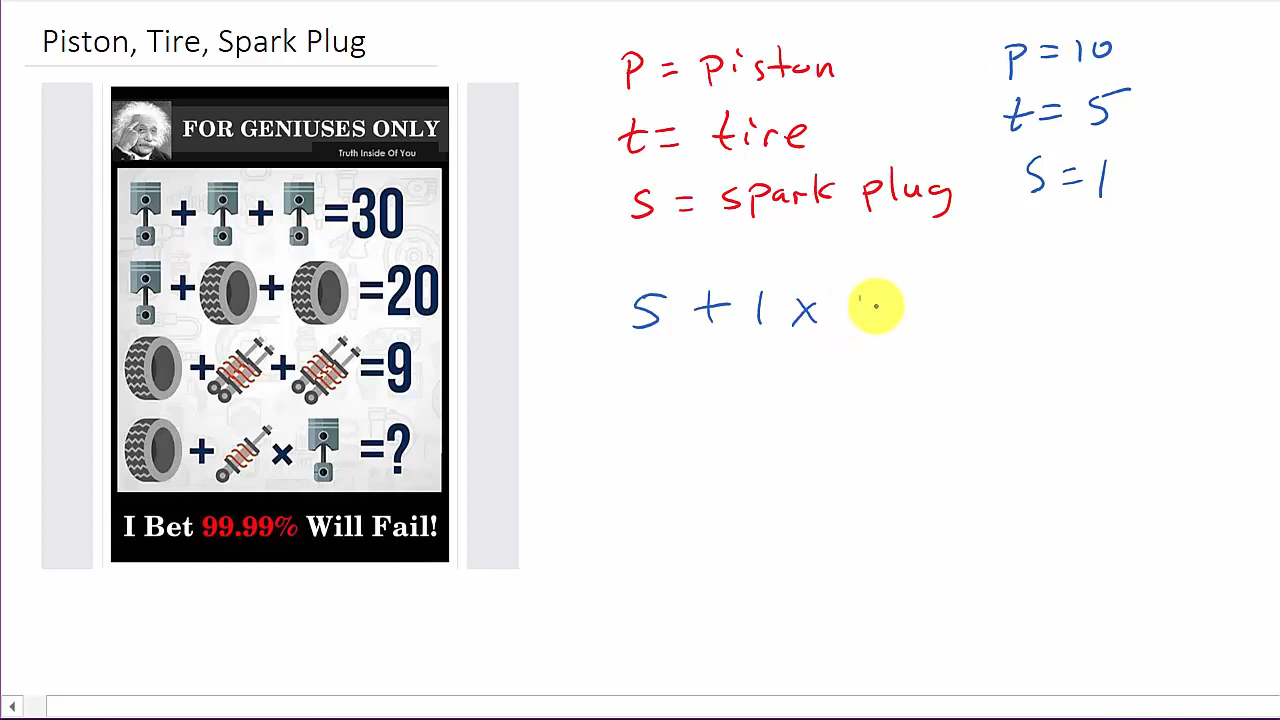 Piston, Tire, Spark Plug
FOR GENIUSES ONLY
Truth Inside Of You
+ + =30
+ + =20
+ + =9
+ × =?
I Bet 99.99% Will Fail!
p = piston
t = tire
s = spark plug
p = 10
t = 5
s = 1
5 + 1 ×